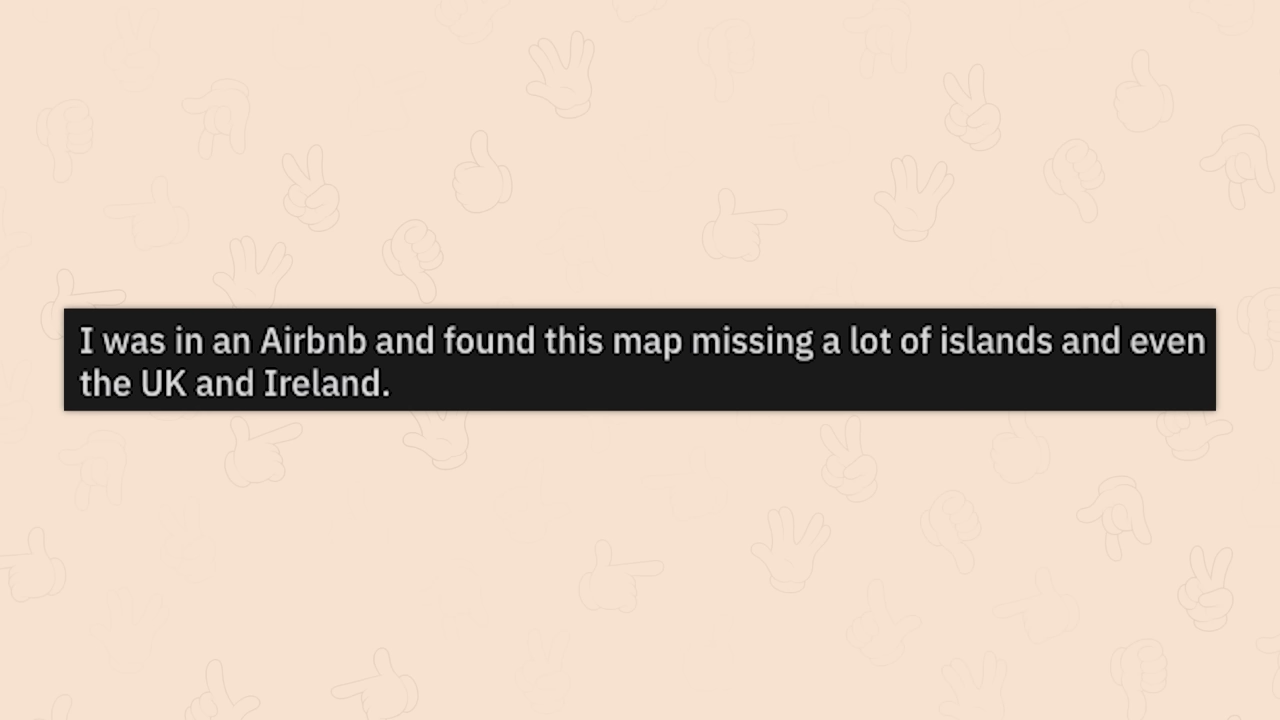 I was in an Airbnb and found this map missing a lot of islands and even
the UK and Ireland.